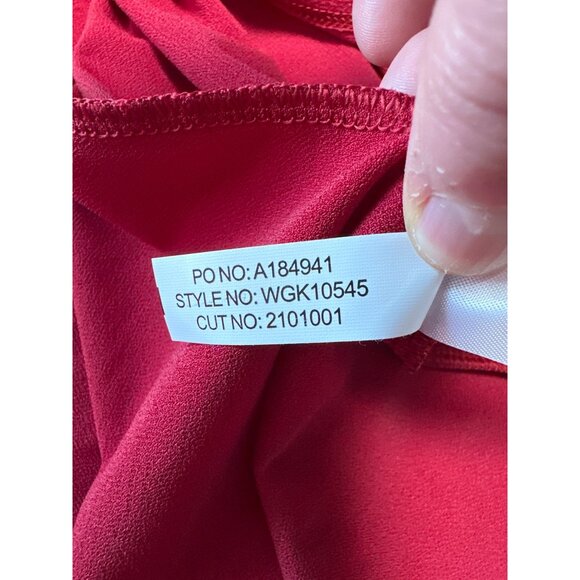 PO NO: A184941
STYLE NO: WGK10545
CUT NO: 2101001